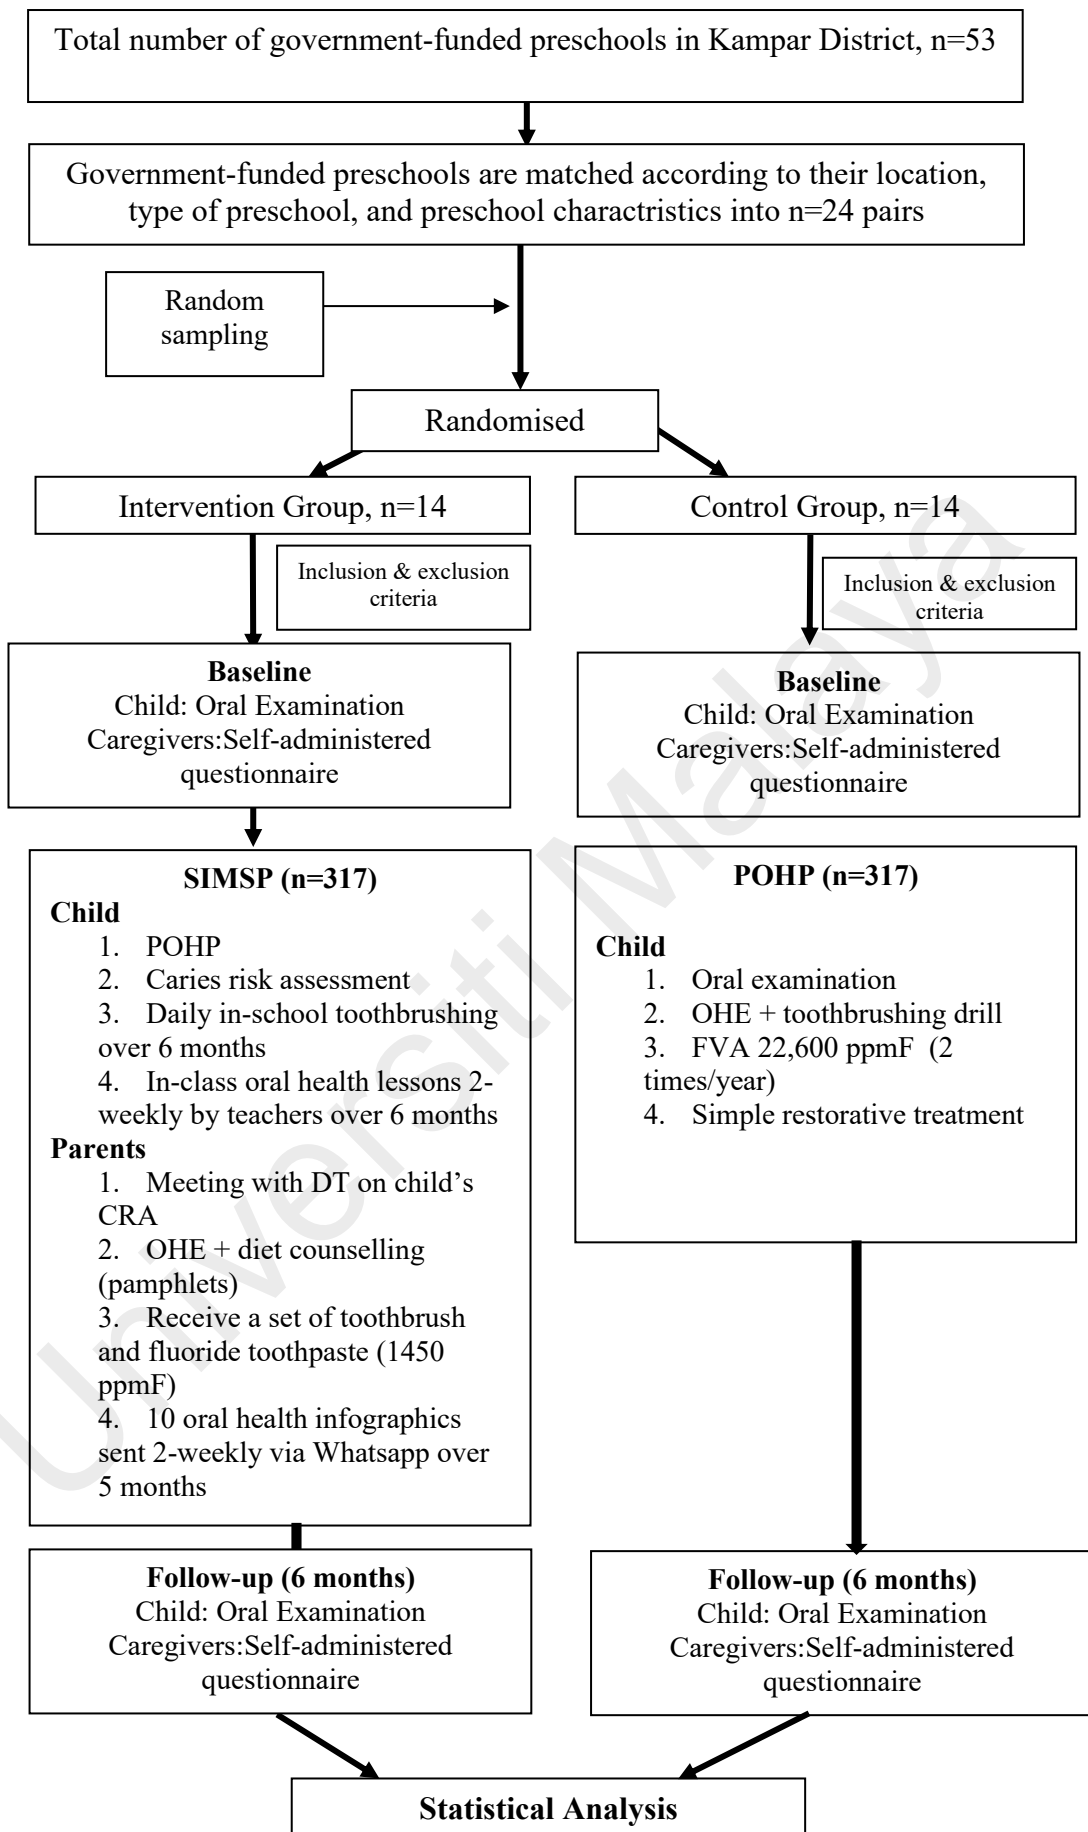 Total number of government-funded preschools in Kampar District, n=53
Government-funded preschools are matched according to their location,
type of preschool, and preschool charactristics into n=24 pairs
Random
sampling
Randomised
Intervention Group, n=14
Control Group, n=14
Inclusion & exclusion
criteria
Inclusion & exclusion
criteria
Baseline
Child: Oral Examination
Caregivers:Self-administered
questionnaire
Baseline
Child: Oral Examination
Caregivers:Self-administered
questionnaire
SIMSP (n=317)
Child
1. POHP
2. Caries risk assessment
3. Daily in-school toothbrushing
over 6 months
4. In-class oral health lessons 2-
weekly by teachers over 6 months
Parents
1. Meeting with DT on child’s
CRA
2. OHE + diet counselling
(pamphlets)
3. Receive a set of toothbrush
and fluoride toothpaste (1450
ppmF)
4. 10 oral health infographics
sent 2-weekly via Whatsapp over
5 months
POHP (n=317)
Child
1. Oral examination
2. OHE + toothbrushing drill
3. FVA 22,600 ppmF (2
times/year)
4. Simple restorative treatment
Follow-up (6 months)
Child: Oral Examination
Caregivers:Self-administered
questionnaire
Follow-up (6 months)
Child: Oral Examination
Caregivers:Self-administered
questionnaire
Statistical Analysis
Universiti Malaya